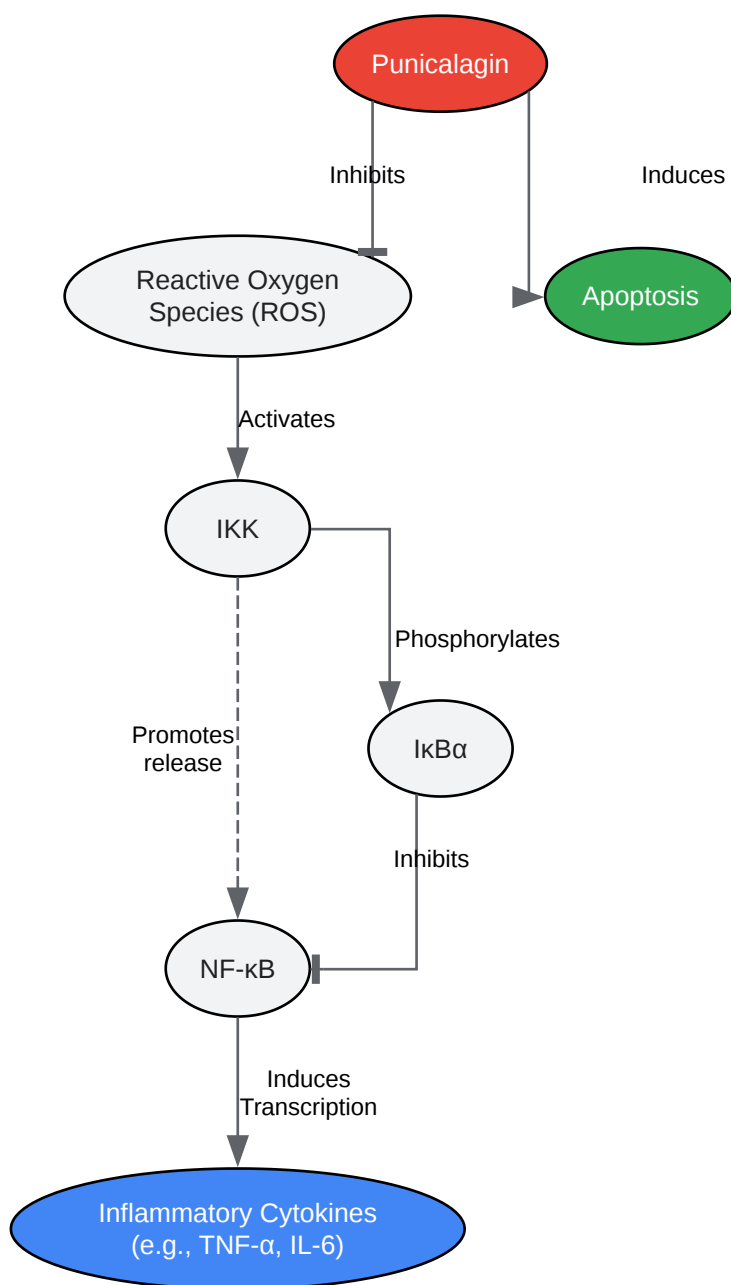 Punicalagin
Inhibits
Induces
Reactive Oxygen
Species (ROS)
Apoptosis
Activates
IKK
Phosphorylates
Promotes
release
IκBα
Inhibits
NF-κB
Induces
Transcription
Inflammatory Cytokines
(e.g., TNF-α, IL-6)